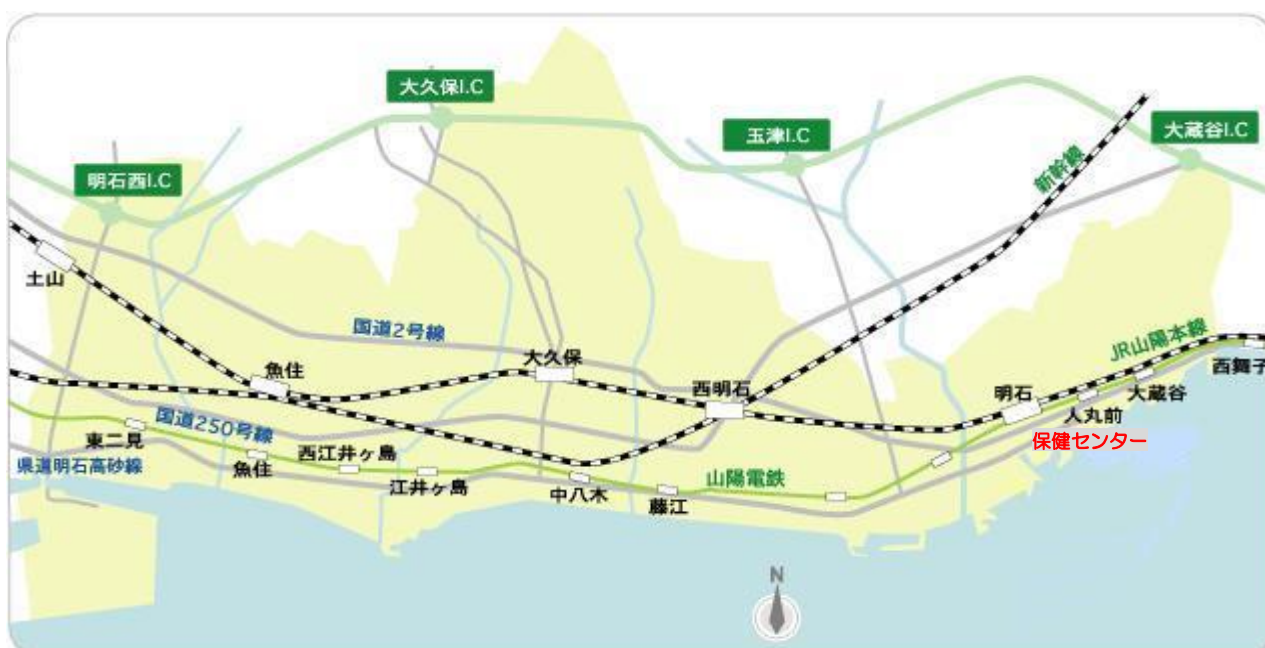 大久保I.C
玉津I.C
大蔵谷I.C
明石西I.C
新幹線
土山
国道2号線
JR山陽本線
西舞子
魚住
大久保
西明石
明石
大蔵谷
人丸前
東二見
国道250号線
保健センター
県道明石高砂線
魚住
西江井ヶ島
江井ヶ島
中八木
藤江
山陽電鉄
N